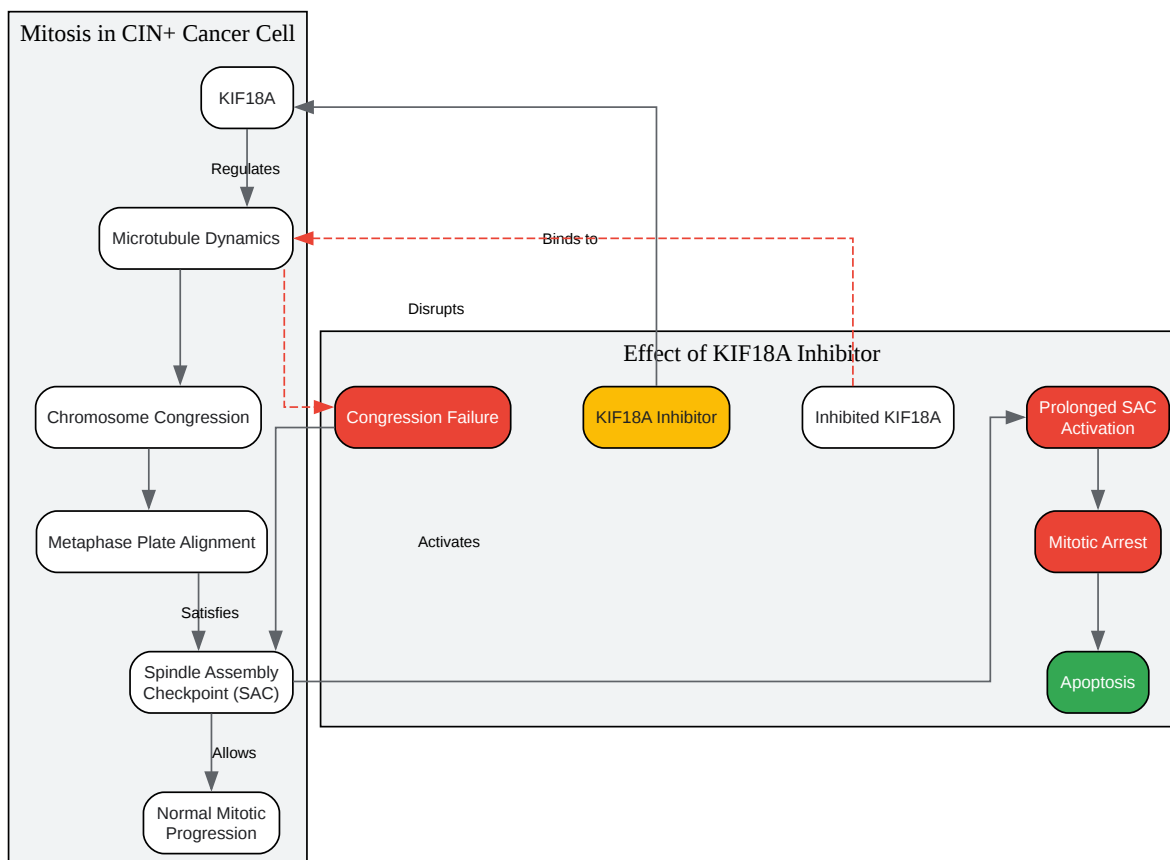 Mitosis in CIN+ Cancer Cell
KIF18A
Regulates
Microtubule Dynamics
Binds to
Disrupts
Effect of KIF18A Inhibitor
Chromosome Congression
Congression Failure
KIF18A Inhibitor
Inhibited KIF18A
Prolonged SAC
Activation
Metaphase Plate Alignment
Activates
Mitotic Arrest
Satisfies
Spindle Assembly
Checkpoint (SAC)
Apoptosis
Allows
Normal Mitotic
Progression